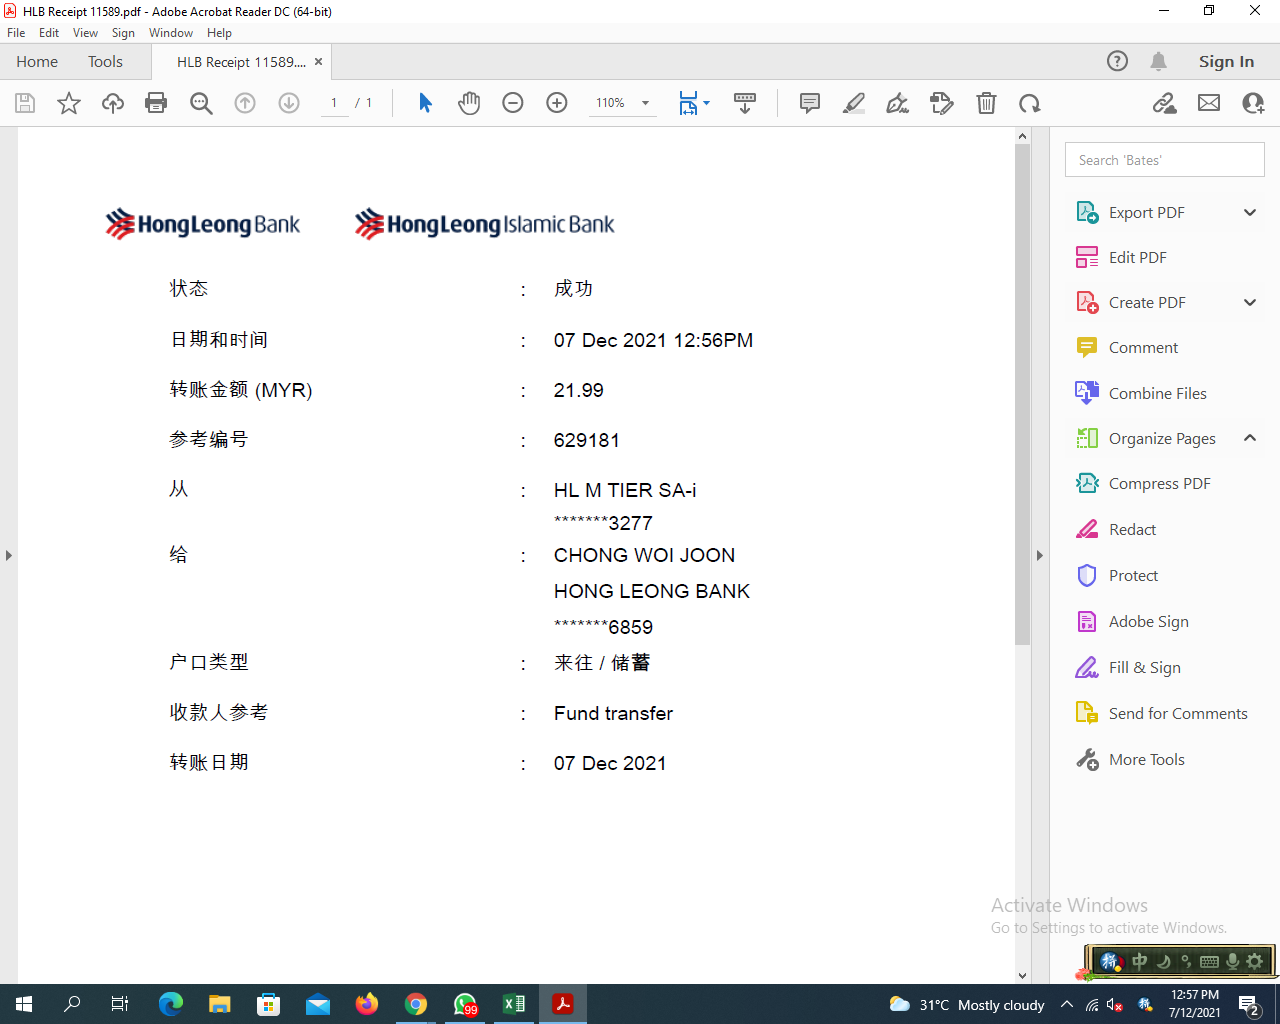 HLB Receipt 11589.pdf - Adobe Acrobat Reader DC (64-bit)
File Edit View Sign Window Help
Home Tools HLB Receipt 11589.... × Sign In
1 / 1 110%
Search 'Bates'
HongLeong Bank HongLeong Islamic Bank
状态 : 成功
日期和时间 : 07 Dec 2021 12:56PM
转账金额 (MYR) : 21.99
参考编号 : 629181
从 : HL M TIER SA-i
*******3277
给 : CHONG WOI JOON
HONG LEONG BANK
*******6859
户口类型 : 来往 / 储蓄
收款人参考 : Fund transfer
转账日期 : 07 Dec 2021
Export PDF
Edit PDF
Create PDF
Comment
Combine Files
Organize Pages
Compress PDF
Redact
Protect
Adobe Sign
Fill & Sign
Send for Comments
More Tools
Activate Windows
Go to Settings to activate Windows.
拼 中
99
31°C Mostly cloudy 拼 12:57 PM
7/12/2021
2